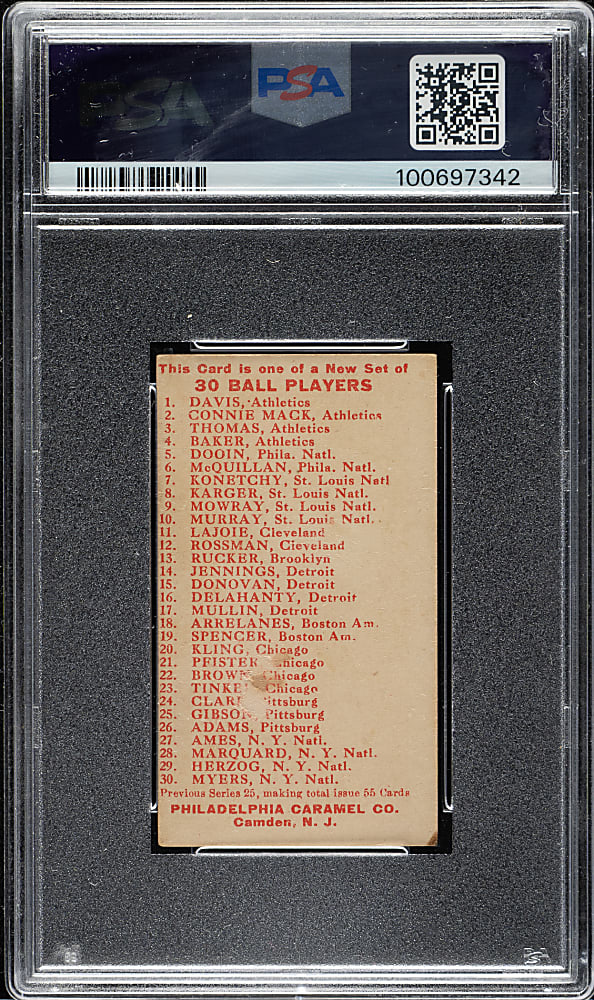 PSA
PSA
100697342
This Card is one of a New Set of
30 BALL PLAYERS
1. DAVIS, Athletics
2. CONNIE MACK, Athletics
3. THOMAS, Athletics
4. BAKER, Athletics
5. DOOIN, Phila. Natl.
6. McQUILLAN, Phila. Natl.
7. KONETCHY, St. Louis Natl
8. KARGER, St. Louis Natl.
9. MOWRAY, St. Louis Natl.
10. MURRAY, St. Louis Natl.
11. LAJOIE, Cleveland
12. ROSSMAN, Cleveland
13. RUCKER, Brooklyn
14. JENNINGS, Detroit
15. DONOVAN, Detroit
16. DELAHANTY, Detroit
17. MULLIN, Detroit
18. ARRELANES, Boston Am.
19. SPENCER, Boston Am.
20. KLING, Chicago
21. PFISTER Chicago
22. BROWN, Chicago
23. TINKE Chicago
24. CLAR Pittsburg
25. GIBSON, Pittsburg
26. ADAMS, Pittsburg
27. AMES, N. Y. Natl.
28. MARQUARD, N. Y. Natl.
29. HERZOG, N. Y. Natl.
30. MYERS, N. Y. Natl.
Previous Series 25, making total issue 55 Cards
PHILADELPHIA CARAMEL CO.
Camden, N. J.